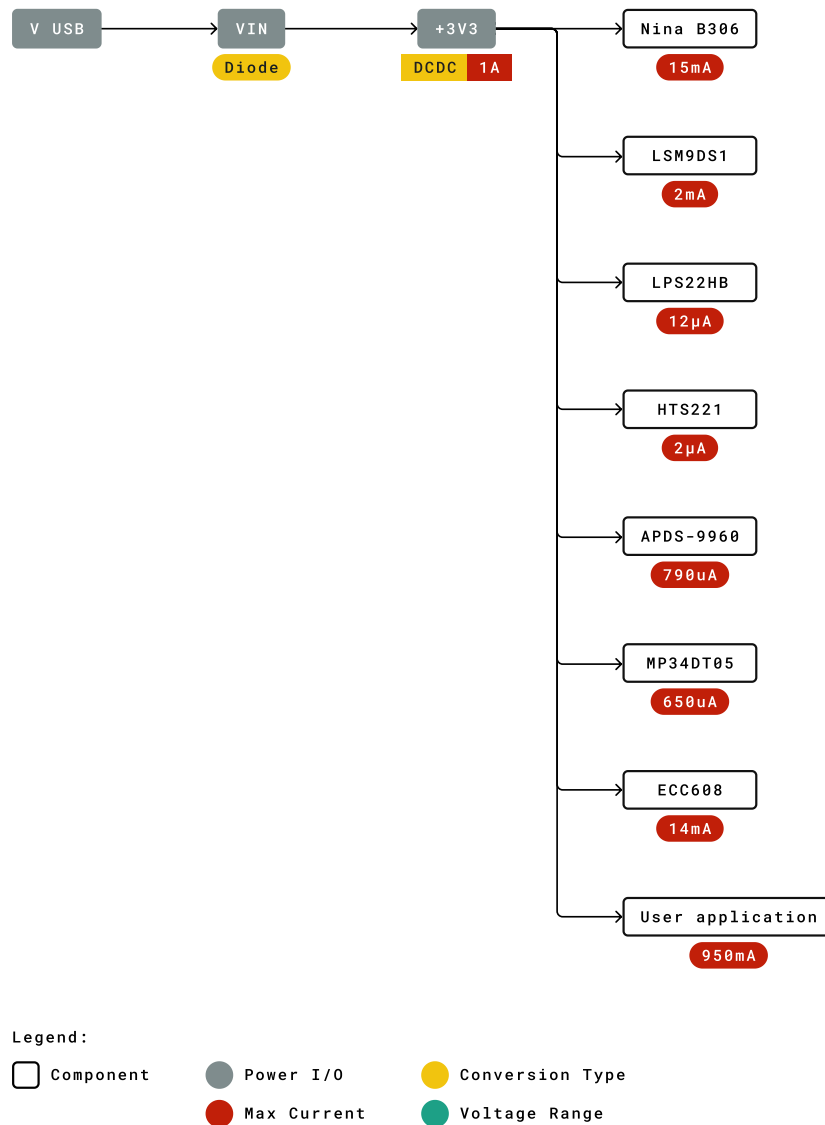 V USB
VIN
+3V3
Nina B306
Diode
DCDC
1A
15mA
LSM9DS1
2mA
LPS22HB
12µA
HTS221
2µA
APDS-9960
790uA
MP34DT05
650uA
ECC608
14mA
User application
950mA
Legend:
Component
Power I/O
Conversion Type
Max Current
Voltage Range